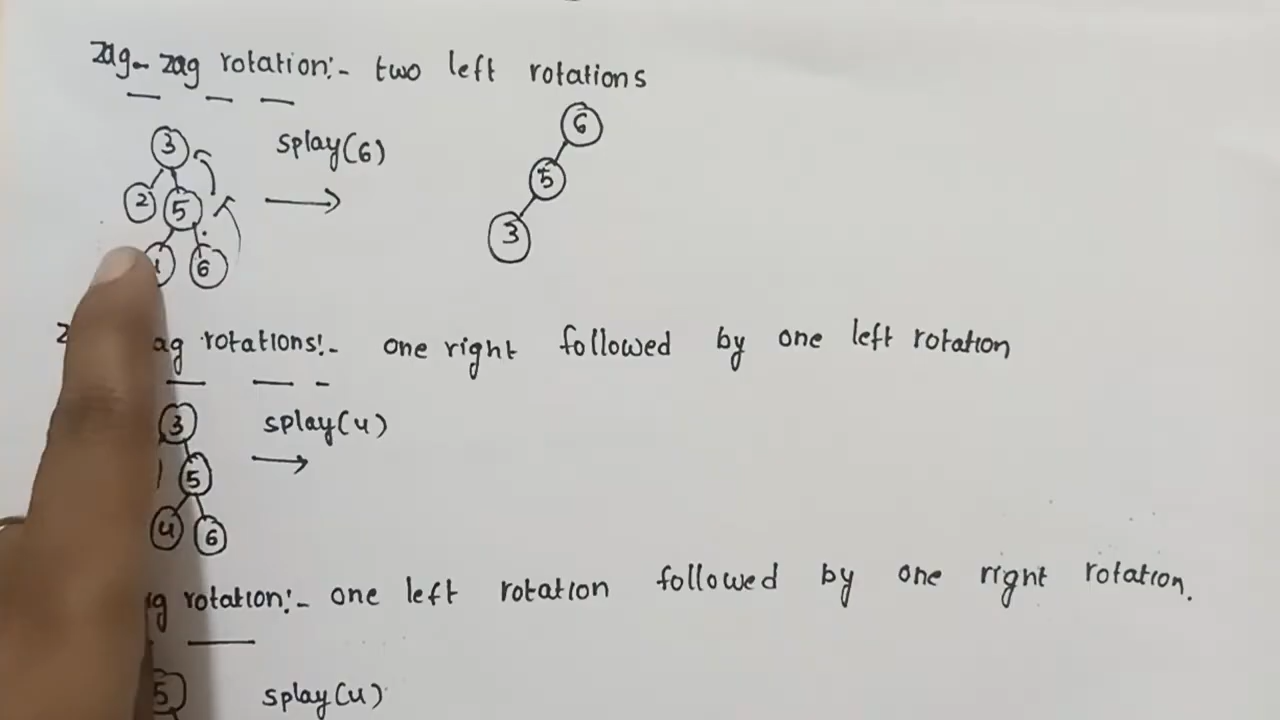 zag-zag rotation:- two left rotations
3
splay(6)
6
2
5
5
3
6
ag rotations:- one right followed by one left rotation
3
splay(4)
5
4
6
rotation:- one left rotation followed by one right rotation.
5
splay(4)